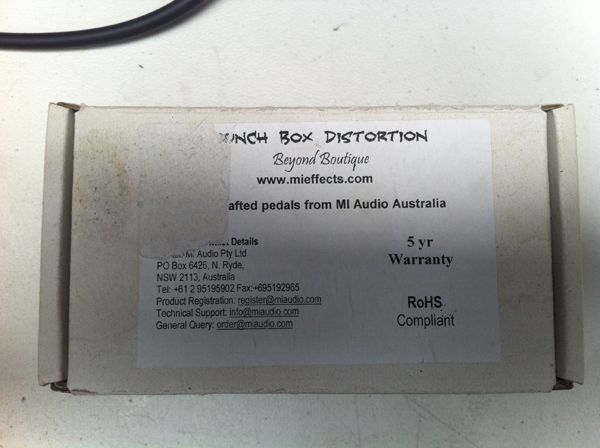 BOX DISTORTION
Beyond Boutique
www.mieffects.com
pedals from MI Audio Australia
Details
MI Audio Pty Ltd
PO Box 6426, N. Ryde,
NSW 2113, Australia
Tel: +61 2 95195902 Fax:+695192965
Product Registration: register@miaudio.com
Technical Support: info@miaudio.com
General Query: order@miaudio.com
5 yr
Warranty
RoHS
Compliant